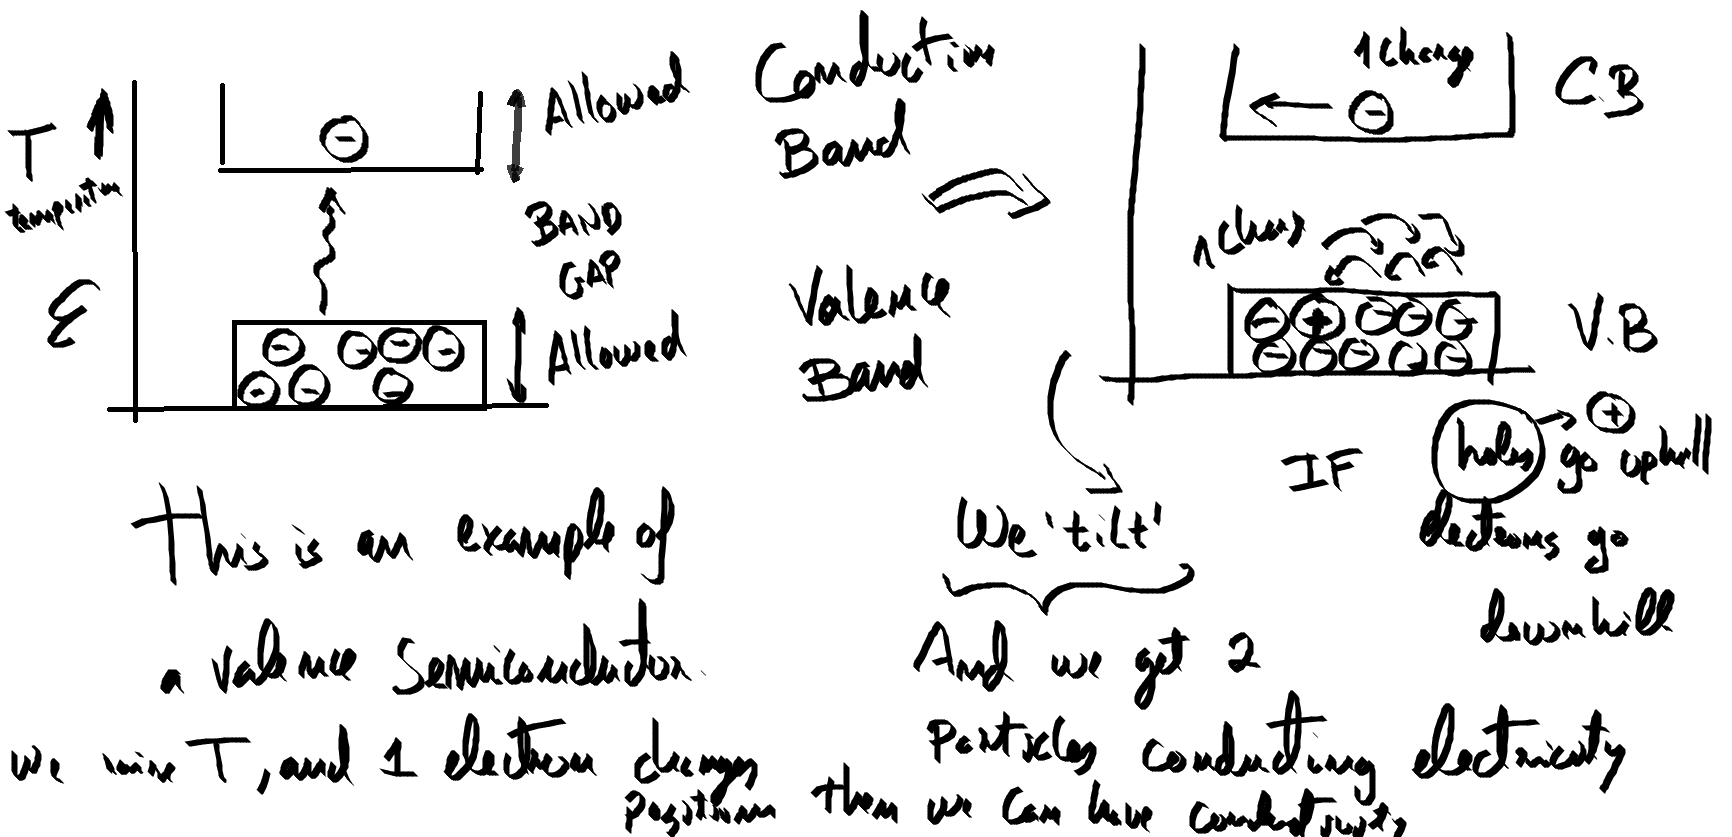 T
temperature
E
Allowed
BAND
GAP
Allowed
Conduction
Band
Valence
Band
1 charge
C.B
1 charg
V.B
IF holes go uphill
electrons go
downhill
This is an example of
a valence semiconductor
we raise T, and 1 electron changes
position then we can have conductivity
We 'tilt'
And we get 2
particles conducting electricity